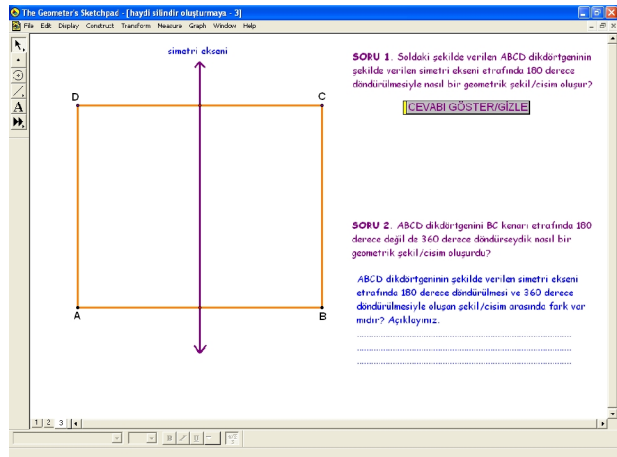 The Geometer's Sketchpad - [haydi silindir oluşturmaya - 3]
File Edit Display Construct Transform Measure Graph Window Help
simetri ekseni
D
C
A
B
SORU 1. Soldaki şekilde verilen ABCD dikdörtgeninin
şekilde verilen simetri ekseni etrafında 180 derece
döndürülmesiyle nasıl bir geometrik şekil/cisim oluşur?
CEVABI GÖSTER/GİZLE
SORU 2. ABCD dikdörtgenini BC kenarı etrafında 180
derece değil de 360 derece döndürseydik nasıl bir
geometrik şekil/cisim oluşurdu?
ABCD dikdörtgeninin şekilde verilen simetri ekseni
etrafında 180 derece döndürülmesi ve 360 derece
döndürülmesiyle oluşan şekil/cisim arasında fark var
mıdır? Açıklayınız.
A
1 2 3
B I U